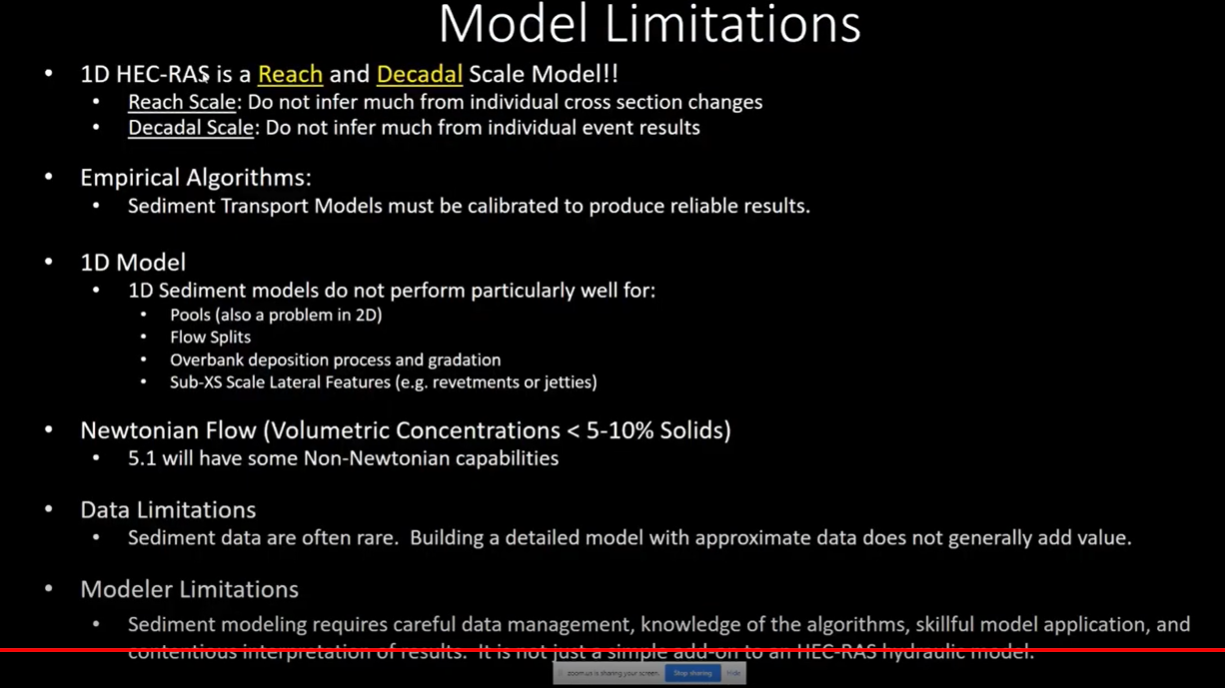 Model Limitations
• 1D HEC-RAS is a Reach and Decadal Scale Model!!
• Reach Scale: Do not infer much from individual cross section changes
• Decadal Scale: Do not infer much from individual event results
• Empirical Algorithms:
• Sediment Transport Models must be calibrated to produce reliable results.
• 1D Model
• 1D Sediment models do not perform particularly well for:
• Pools (also a problem in 2D)
• Flow Splits
• Overbank deposition process and gradation
• Sub-XS Scale Lateral Features (e.g. revetments or jetties)
• Newtonian Flow (Volumetric Concentrations < 5-10% Solids)
• 5.1 will have some Non-Newtonian capabilities
• Data Limitations
• Sediment data are often rare. Building a detailed model with approximate data does not generally add value.
• Modeler Limitations
• Sediment modeling requires careful data management, knowledge of the algorithms, skillful model application, and
contentious interpretation of results. It is not just a simple add-on to an HEC-RAS hydraulic model.
zoom.us is sharing your screen. Stop sharing Hide